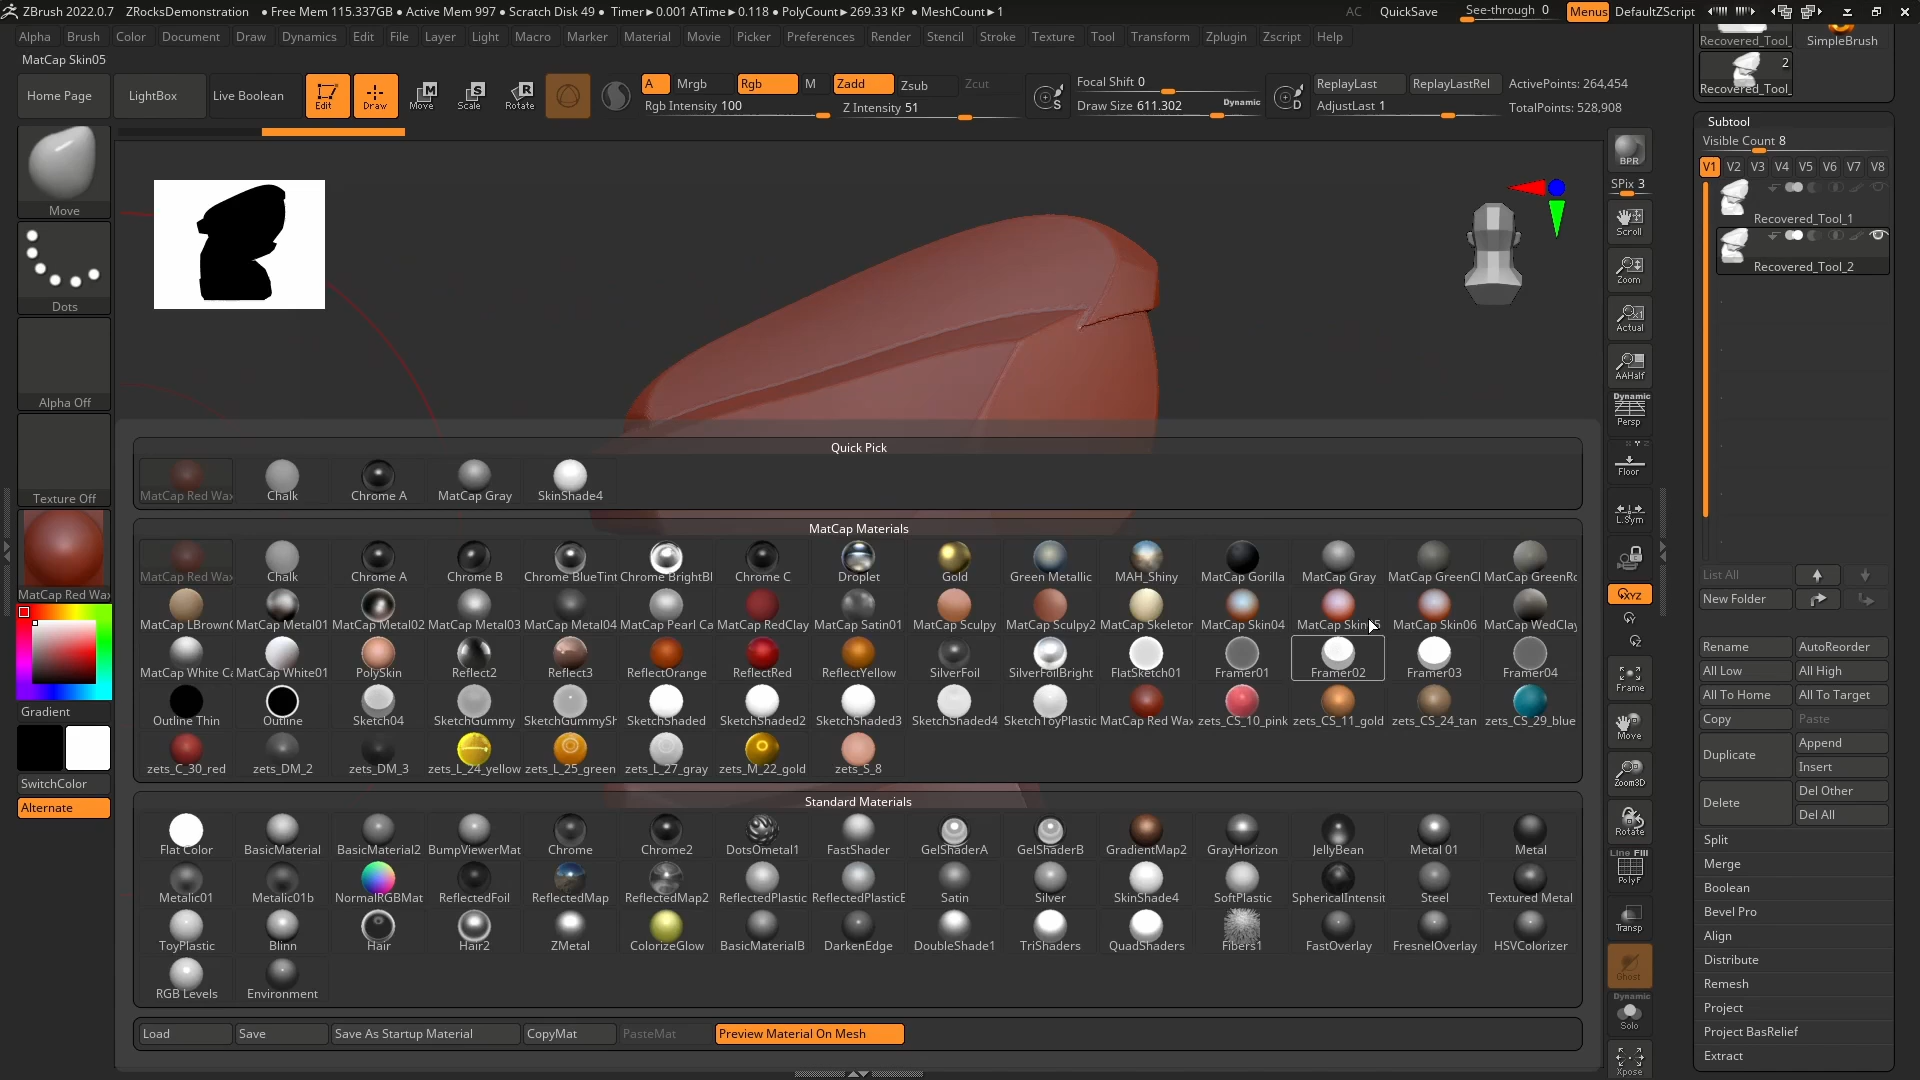 ZBrush 2022.0.7 ZRocksDemonstration • Free Mem 115.337GB • Active Mem 997 • Scratch Disk 49 • Timer►0.001 ATime►0.118 • PolyCount►269.33 KP • MeshCount►1 AC QuickSave See-through 0 Menus DefaultZScript
Alpha Brush Color Document Draw Dynamics Edit File Layer Light Macro Marker Material Movie Picker Preferences Render Stencil Stroke Texture Tool Transform Zplugin Zscript Help
MatCap Skin05
Home Page LightBox Live Boolean Edit Draw Move Scale Rotate
A Mrgb Rgb M Zadd Zsub Zcut
Rgb Intensity 100 Z Intensity 51
Focal Shift 0
Draw Size 611.302 Dynamic
S D
ReplayLast ReplayLastRel ActivePoints: 264,454
AdjustLast 1 TotalPoints: 528,908
Move
Dots
Alpha Off
Texture Off
MatCap Red Wax
Gradient
SwitchColor
Alternate
Quick Pick
MatCap Red Wax Chalk Chrome A MatCap Gray SkinShade4
MatCap Materials
MatCap Red Wax Chalk Chrome A Chrome B Chrome BlueTint Chrome BrightBl Chrome C Droplet Gold Green Metallic MAH_Shiny MatCap Gorilla MatCap Gray MatCap GreenCl MatCap GreenRo
MatCap LBrown MatCap Metal01 MatCap Metal02 MatCap Metal03 MatCap Metal04 MatCap Pearl Ca MatCap RedClay MatCap Satin01 MatCap Sculpy MatCap Sculpy2 MatCap Skeletor MatCap Skin04 MatCap Skin05 MatCap Skin06 MatCap WedClay
MatCap White Ca MatCap White01 PolySkin Reflect2 Reflect3 ReflectOrange ReflectRed ReflectYellow SilverFoil SilverFoilBright FlatSketch01 Framer01 Framer02 Framer03 Framer04
Outline Thin Outline Sketch04 SketchGummy SketchGummySh SketchShaded SketchShaded2 SketchShaded3 SketchShaded4 SketchToyPlastic MatCap Red Wax zets_CS_10_pink zets_CS_11_gold zets_CS_24_tan zets_CS_29_blue
zets_C_30_red zets_DM_2 zets_DM_3 zets_L_24_yellow zets_L_25_green zets_L_27_gray zets_M_22_gold zets_S_8
Standard Materials
Flat Color BasicMaterial BasicMaterial2 BumpViewerMat Chrome Chrome2 DotsOmetal1 FastShader GelShaderA GelShaderB GradientMap2 GrayHorizon JellyBean Metal 01 Metal
Metalic01 Metalic01b NormalRGBMat ReflectedFoil ReflectedMap ReflectedMap2 ReflectedPlastic ReflectedPlasticB Satin Silver SkinShade4 SoftPlastic SphericalIntensit Steel Textured Metal
ToyPlastic Blinn Hair Hair2 ZMetal ColorizeGlow BasicMaterialB DarkenEdge DoubleShade1 TriShaders QuadShaders Fibers1 FastOverlay FresnelOverlay HSVColorizer
RGB Levels Environment
Load Save Save As Startup Material CopyMat PasteMat Preview Material On Mesh
BPR
SPix 3
Scroll
Zoom
Actual
AAHalf
Dynamic
Persp
Floor
L.Sym
XYZ
Frame
Move
Zoom3D
Rotate
Line Fill
PolyF
Transp
Ghost
Dynamic
Solo
Xpose
Recovered_Tool_ SimpleBrush
2
Recovered_Tool_
Subtool
Visible Count 8
V1 V2 V3 V4 V5 V6 V7 V8
Recovered_Tool_1
Recovered_Tool_2
List All
New Folder
Rename AutoReorder
All Low All High
All To Home All To Target
Copy Paste
Duplicate Append
Insert
Delete Del Other
Del All
Split
Merge
Boolean
Bevel Pro
Align
Distribute
Remesh
Project
Project BasRelief
Extract